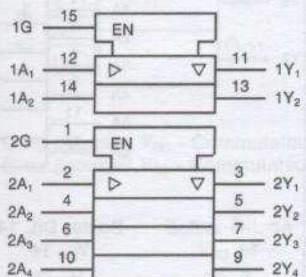 1G 15 EN
1A₁ 12 11 1Y₁
1A₂ 14 13 1Y₂
2G 1 EN
2A₁ 2 3 2Y₁
2A₂ 4 5 2Y₂
2A₃ 6 7 2Y₃
2A₄ 10 9 2Y₄